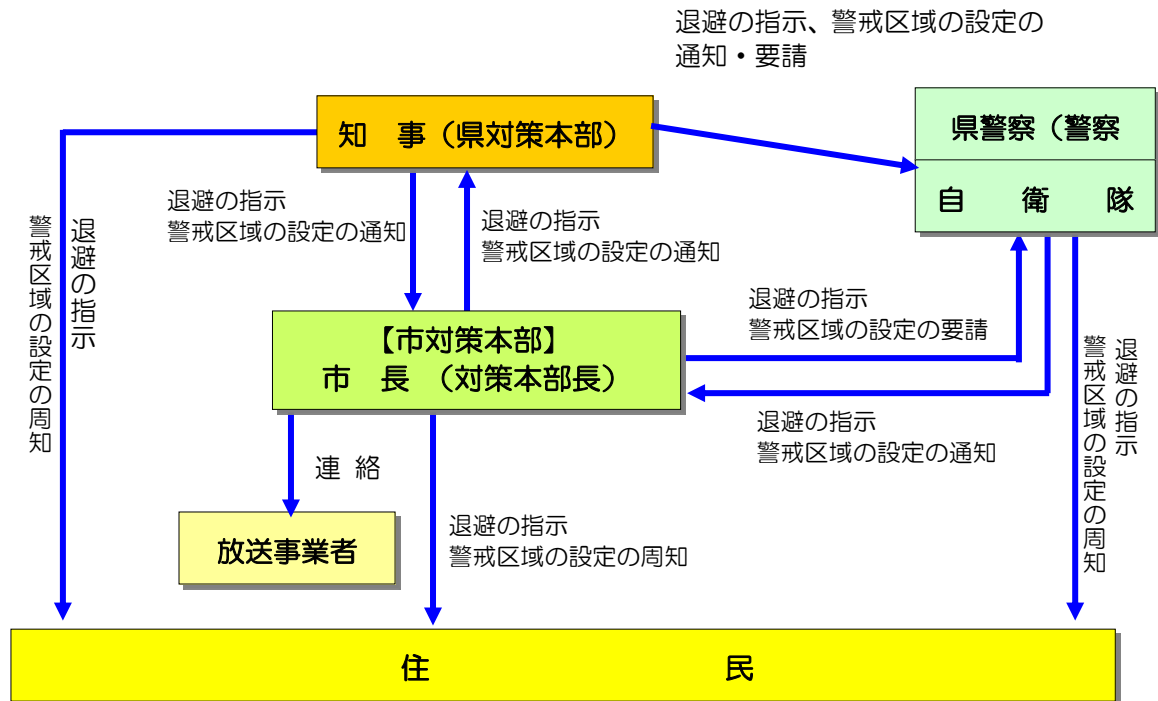 退避の指示、警戒区域の設定の
通知・要請
知　事（県対策本部）
県警察（警察
自　衛　隊
退避の指示
警戒区域の設定の通知
退避の指示
警戒区域の設定の通知
退避の指示
警戒区域の設定の周知
【市対策本部】
市　長　（対策本部長）
退避の指示
警戒区域の設定の要請
退避の指示
警戒区域の設定の通知
退避の指示
警戒区域の設定の周知
連　絡
放送事業者
退避の指示
警戒区域の設定の周知
住　民